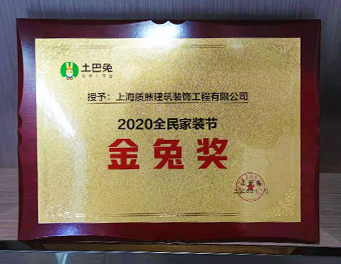 土巴兔
授予：上海质鼎建筑装饰工程有限公司
2020全民家装节
金兔奖